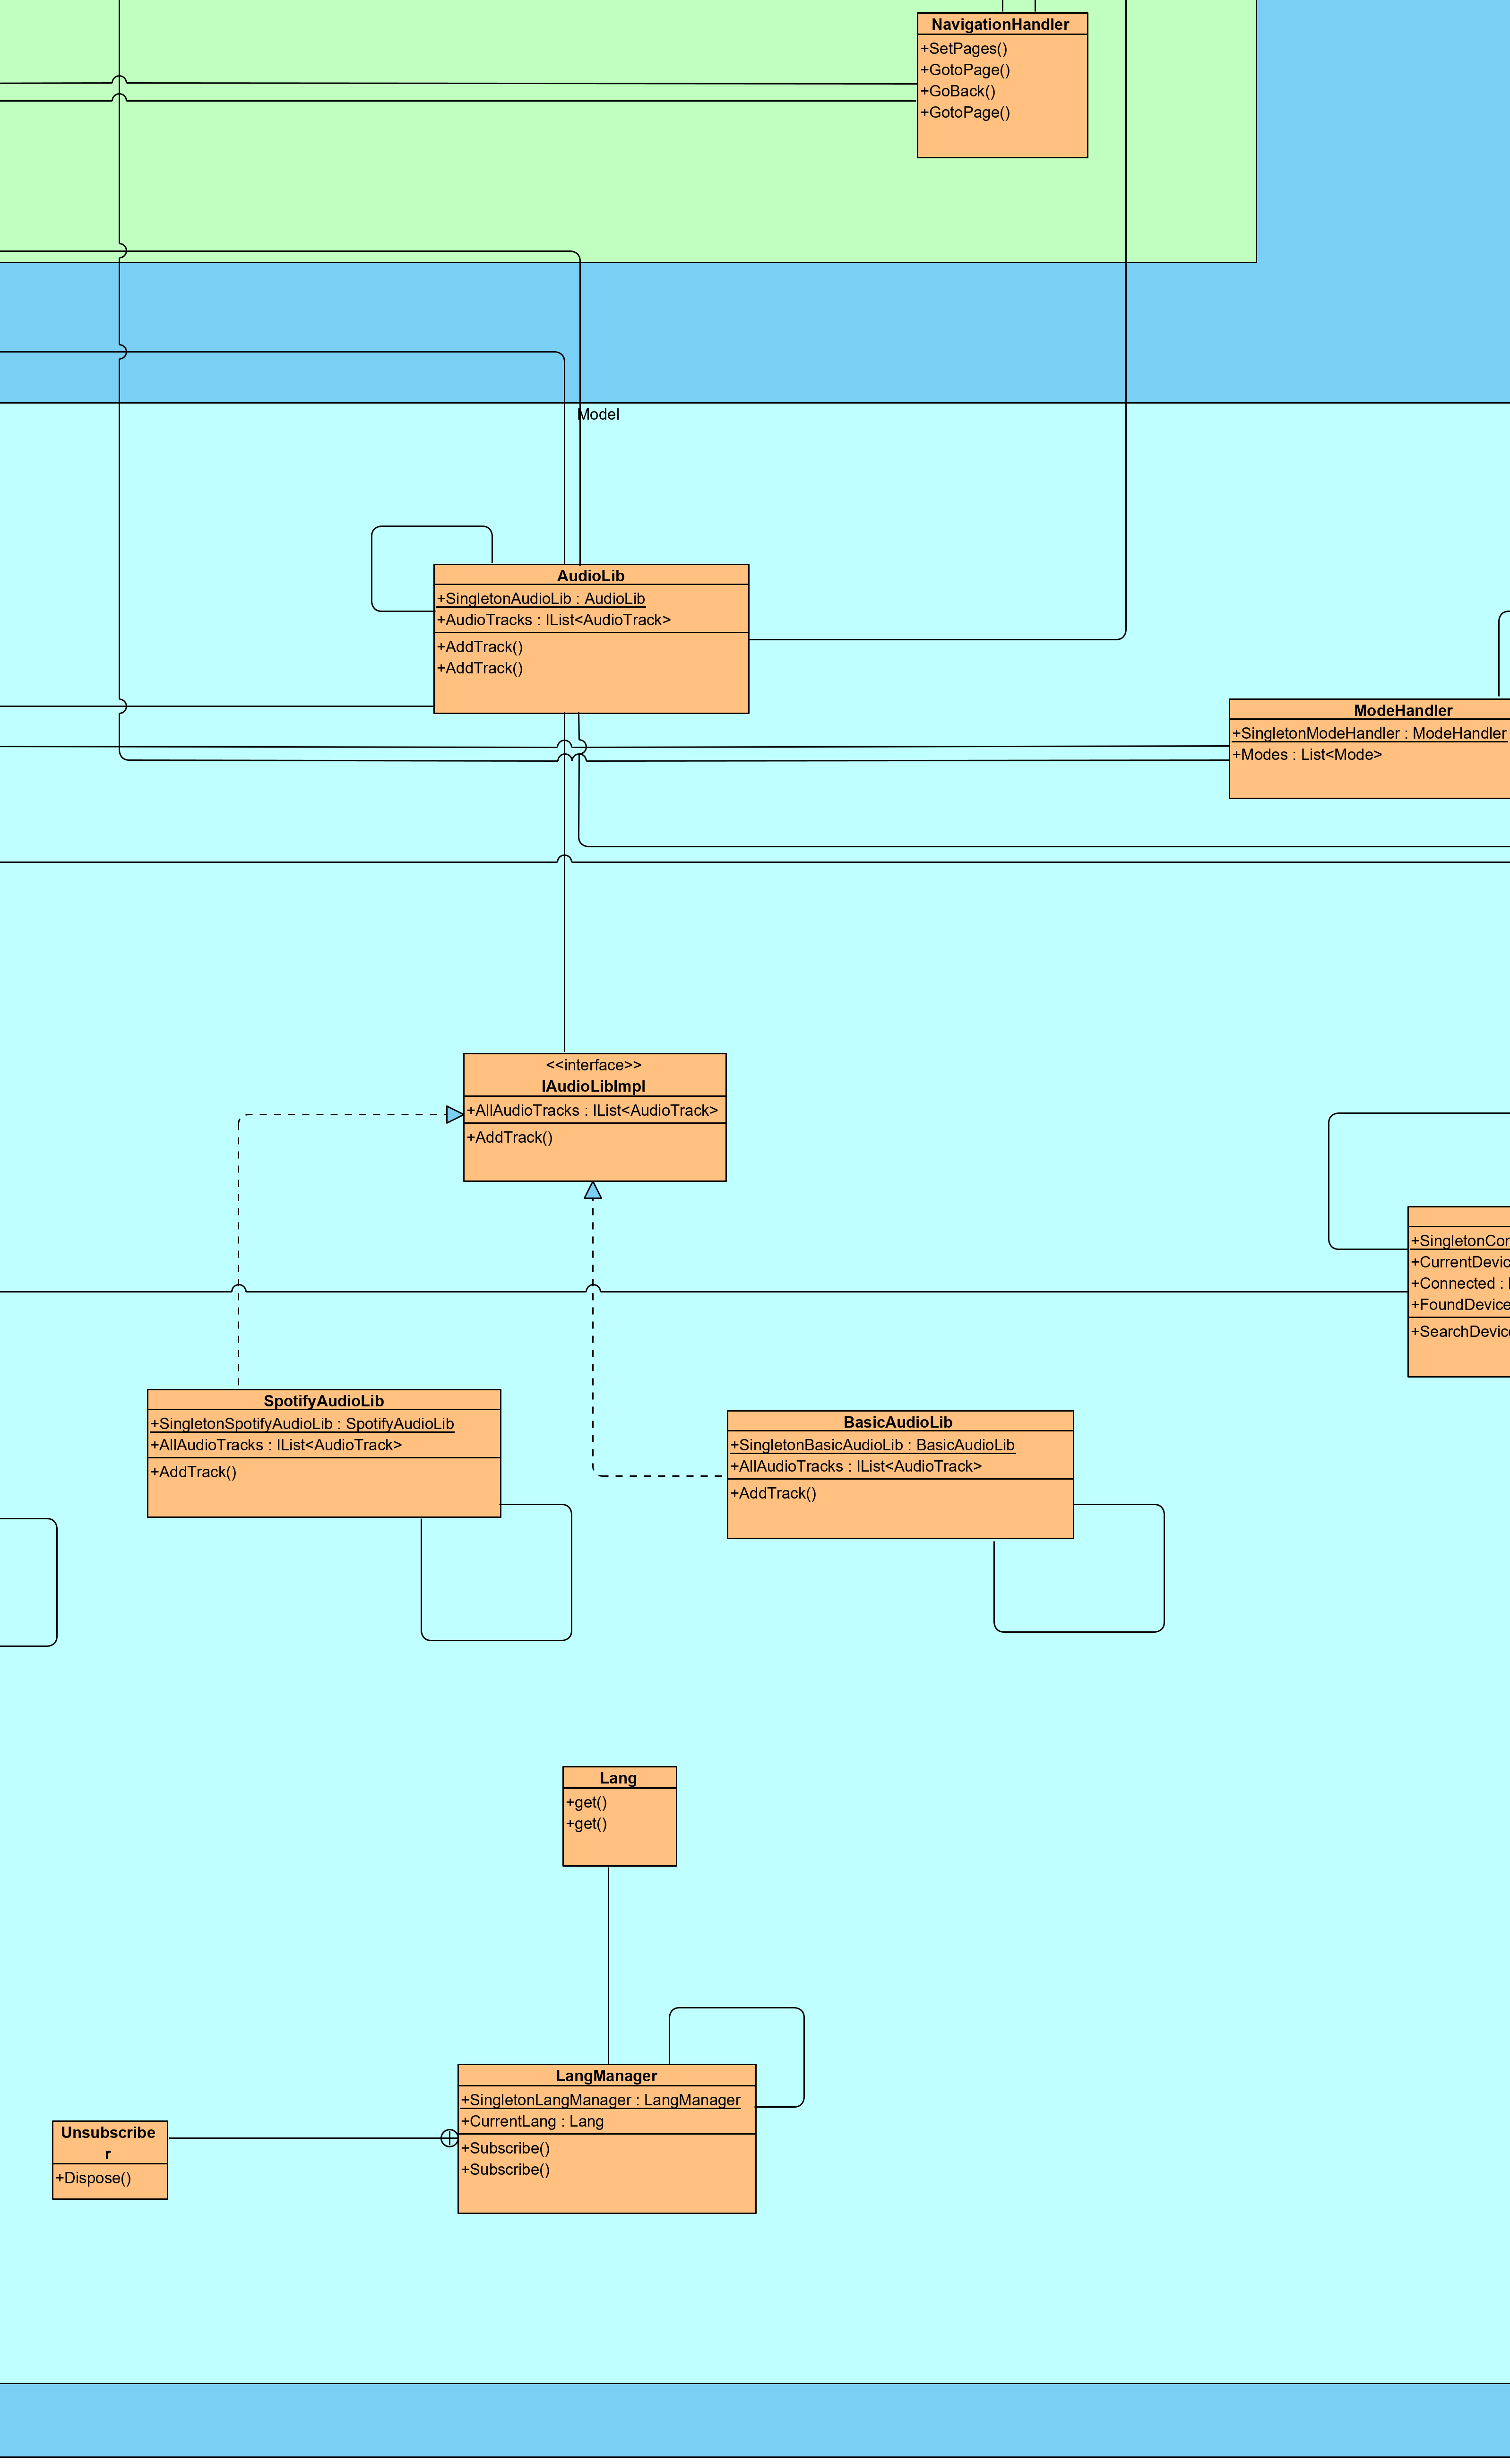 NavigationHandler
+SetPages()
+GotoPage()
+GoBack()
+GotoPage()
Model
AudioLib
+SingletonAudioLib : AudioLib
+AudioTracks : IList<AudioTrack>
+AddTrack()
+AddTrack()
ModeHandler
+SingletonModeHandler : ModeHandler
+Modes : List<Mode>
<<interface>>
IAudioLibImpl
+AllAudioTracks : IList<AudioTrack>
+AddTrack()
+SingletonCon
+CurrentDevic
+Connected :
+FoundDevice
+SearchDevic
SpotifyAudioLib
+SingletonSpotifyAudioLib : SpotifyAudioLib
+AllAudioTracks : IList<AudioTrack>
+AddTrack()
BasicAudioLib
+SingletonBasicAudioLib : BasicAudioLib
+AllAudioTracks : IList<AudioTrack>
+AddTrack()
Lang
+get()
+get()
LangManager
+SingletonLangManager : LangManager
+CurrentLang : Lang
+Subscribe()
+Subscribe()
Unsubscribe
r
+Dispose()